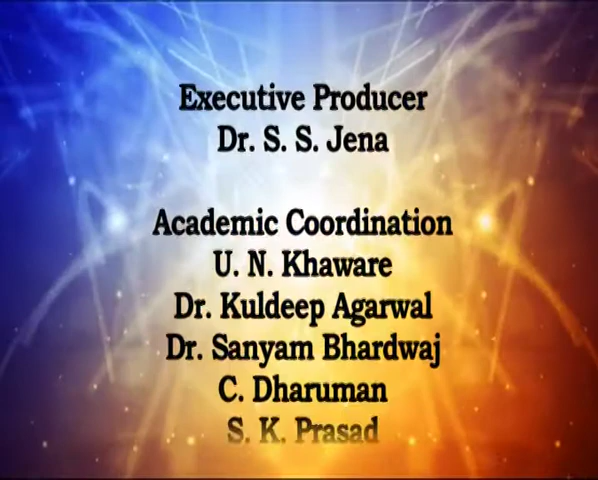 Executive Producer
Dr. S. S. Jena
Academic Coordination
U. N. Khaware
Dr. Kuldeep Agarwal
Dr. Sanyam Bhardwaj
C. Dharuman
S. K. Prasad